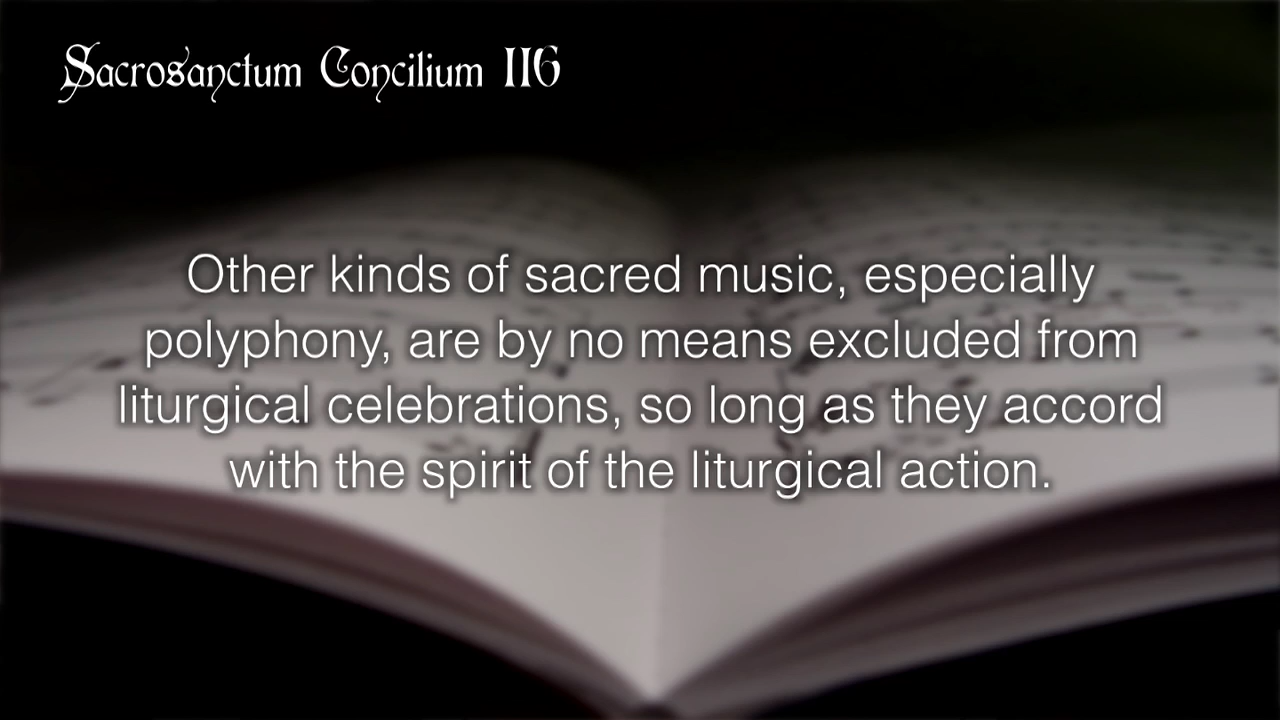 Sacrosanctum Concilium 116
Other kinds of sacred music, especially
polyphony, are by no means excluded from
liturgical celebrations, so long as they accord
with the spirit of the liturgical action.